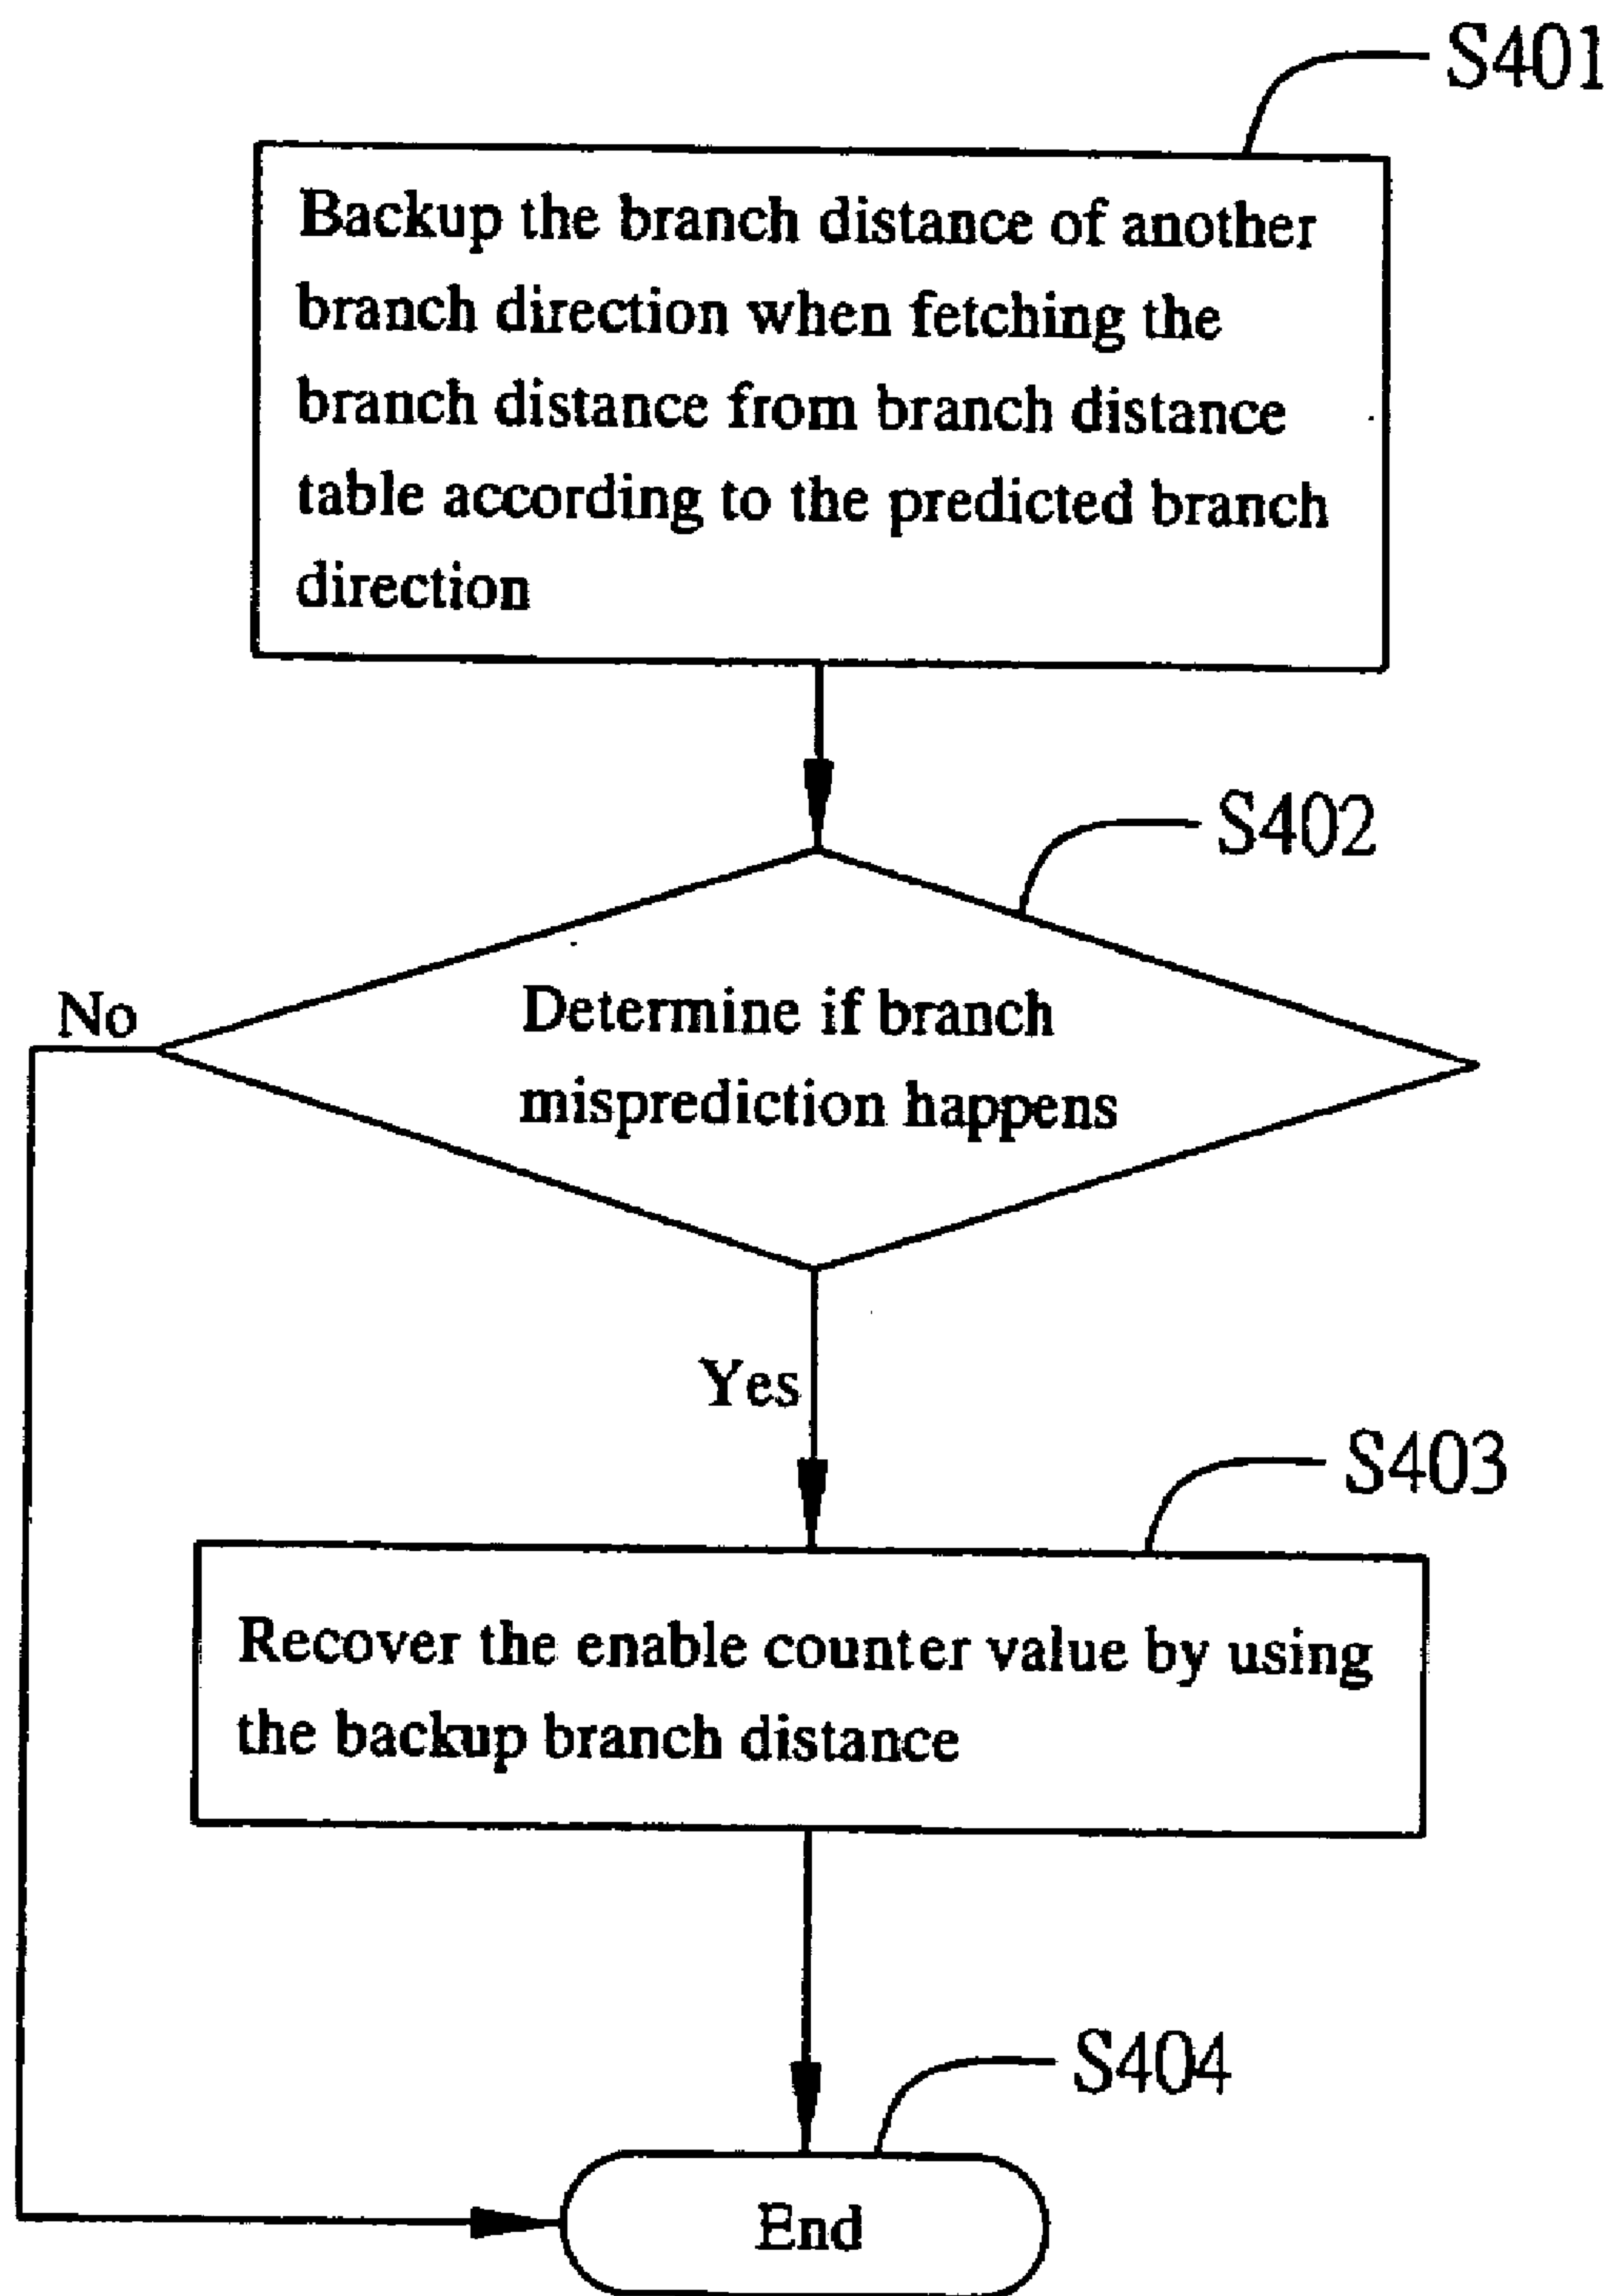 S401
Backup the branch distance of another
branch direction when fetching the
branch distance from branch distance
table according to the predicted branch
direction
S402
No
Determine if branch
misprediction happens
Yes
S403
Recover the enable counter value by using
the backup branch distance
S404
End